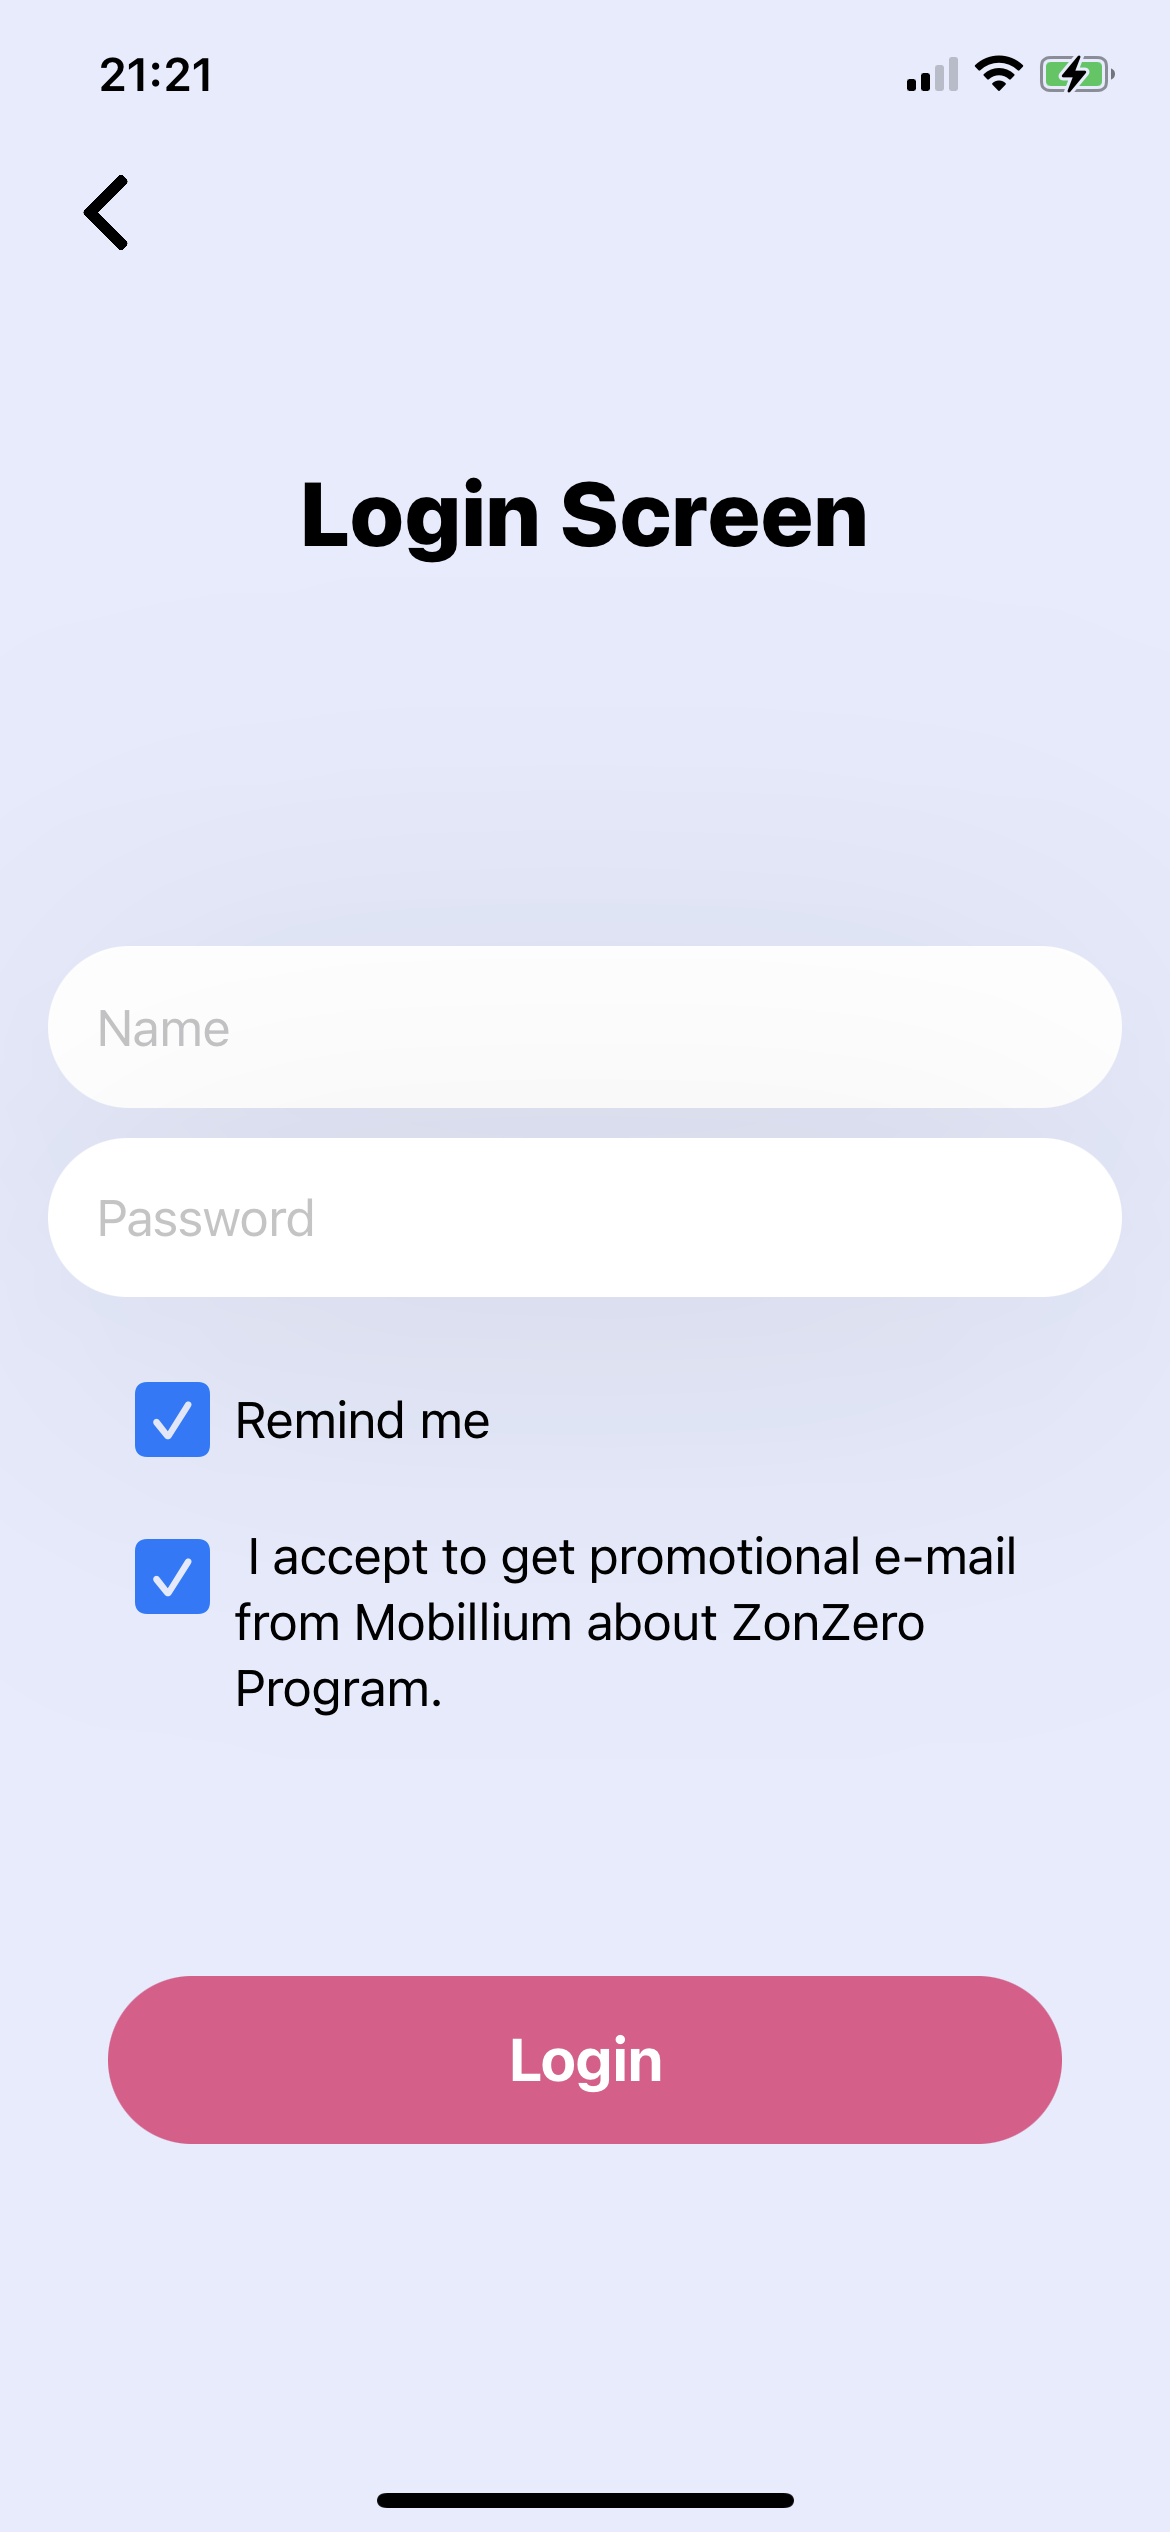 21:21
Login Screen
Name
Password
Remind me
I accept to get promotional e-mail
from Mobillium about ZonZero
Program.
Login